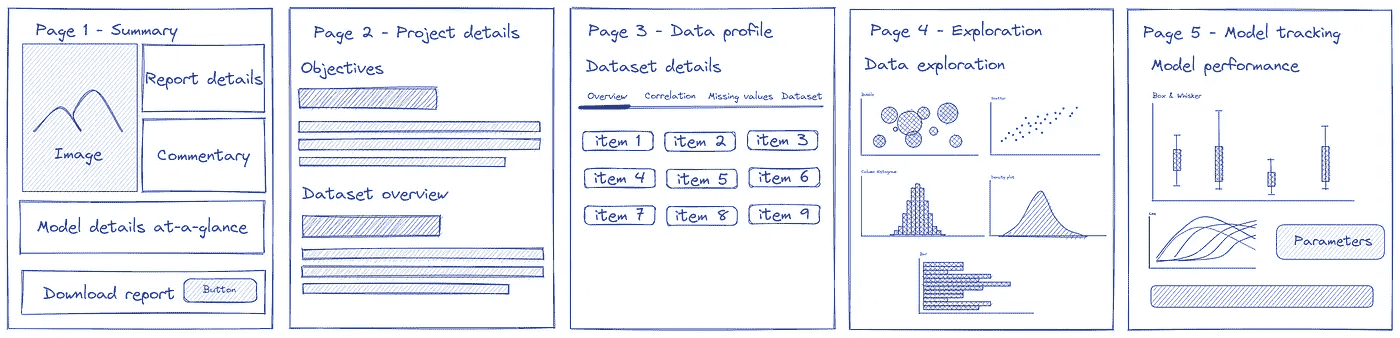 Page 1 - Summary
Image
Report details
Commentary
Model details at-a-glance
Download report
Button
Page 2 - Project details
Objectives
Dataset overview
Page 3 - Data profile
Dataset details
Overview Correlation Missing values Dataset
item 1 item 2 item 3
item 4 item 5 item 6
item 7 item 8 item 9
Page 4 - Exploration
Data exploration
Scatter
Column Histogram
Density plot
Page 5 - Model tracking
Model performance
Box & Whisker
Line
Parameters